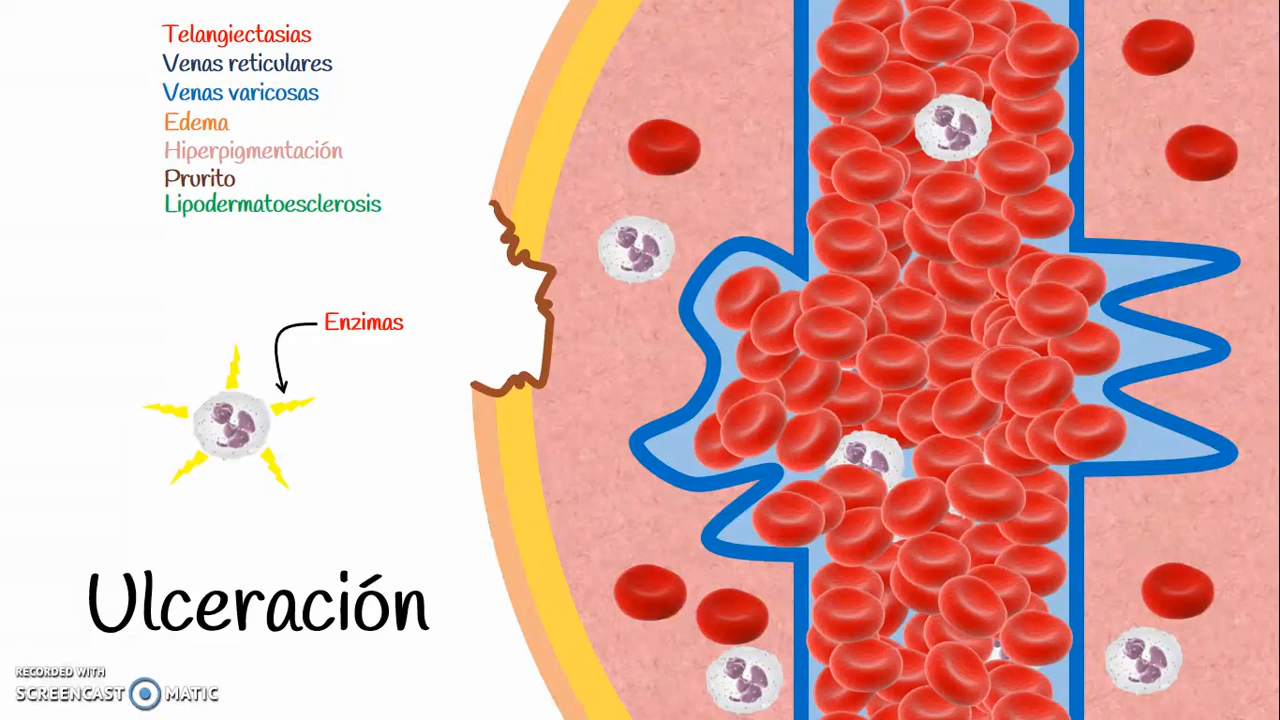 Telangiectasias
Venas reticulares
Venas varicosas
Edema
Hiperpigmentación
Prurito
Lipodermatoesclerosis
Enzimas
Ulceración
RECORDED WITH
SCREENCAST MATIC